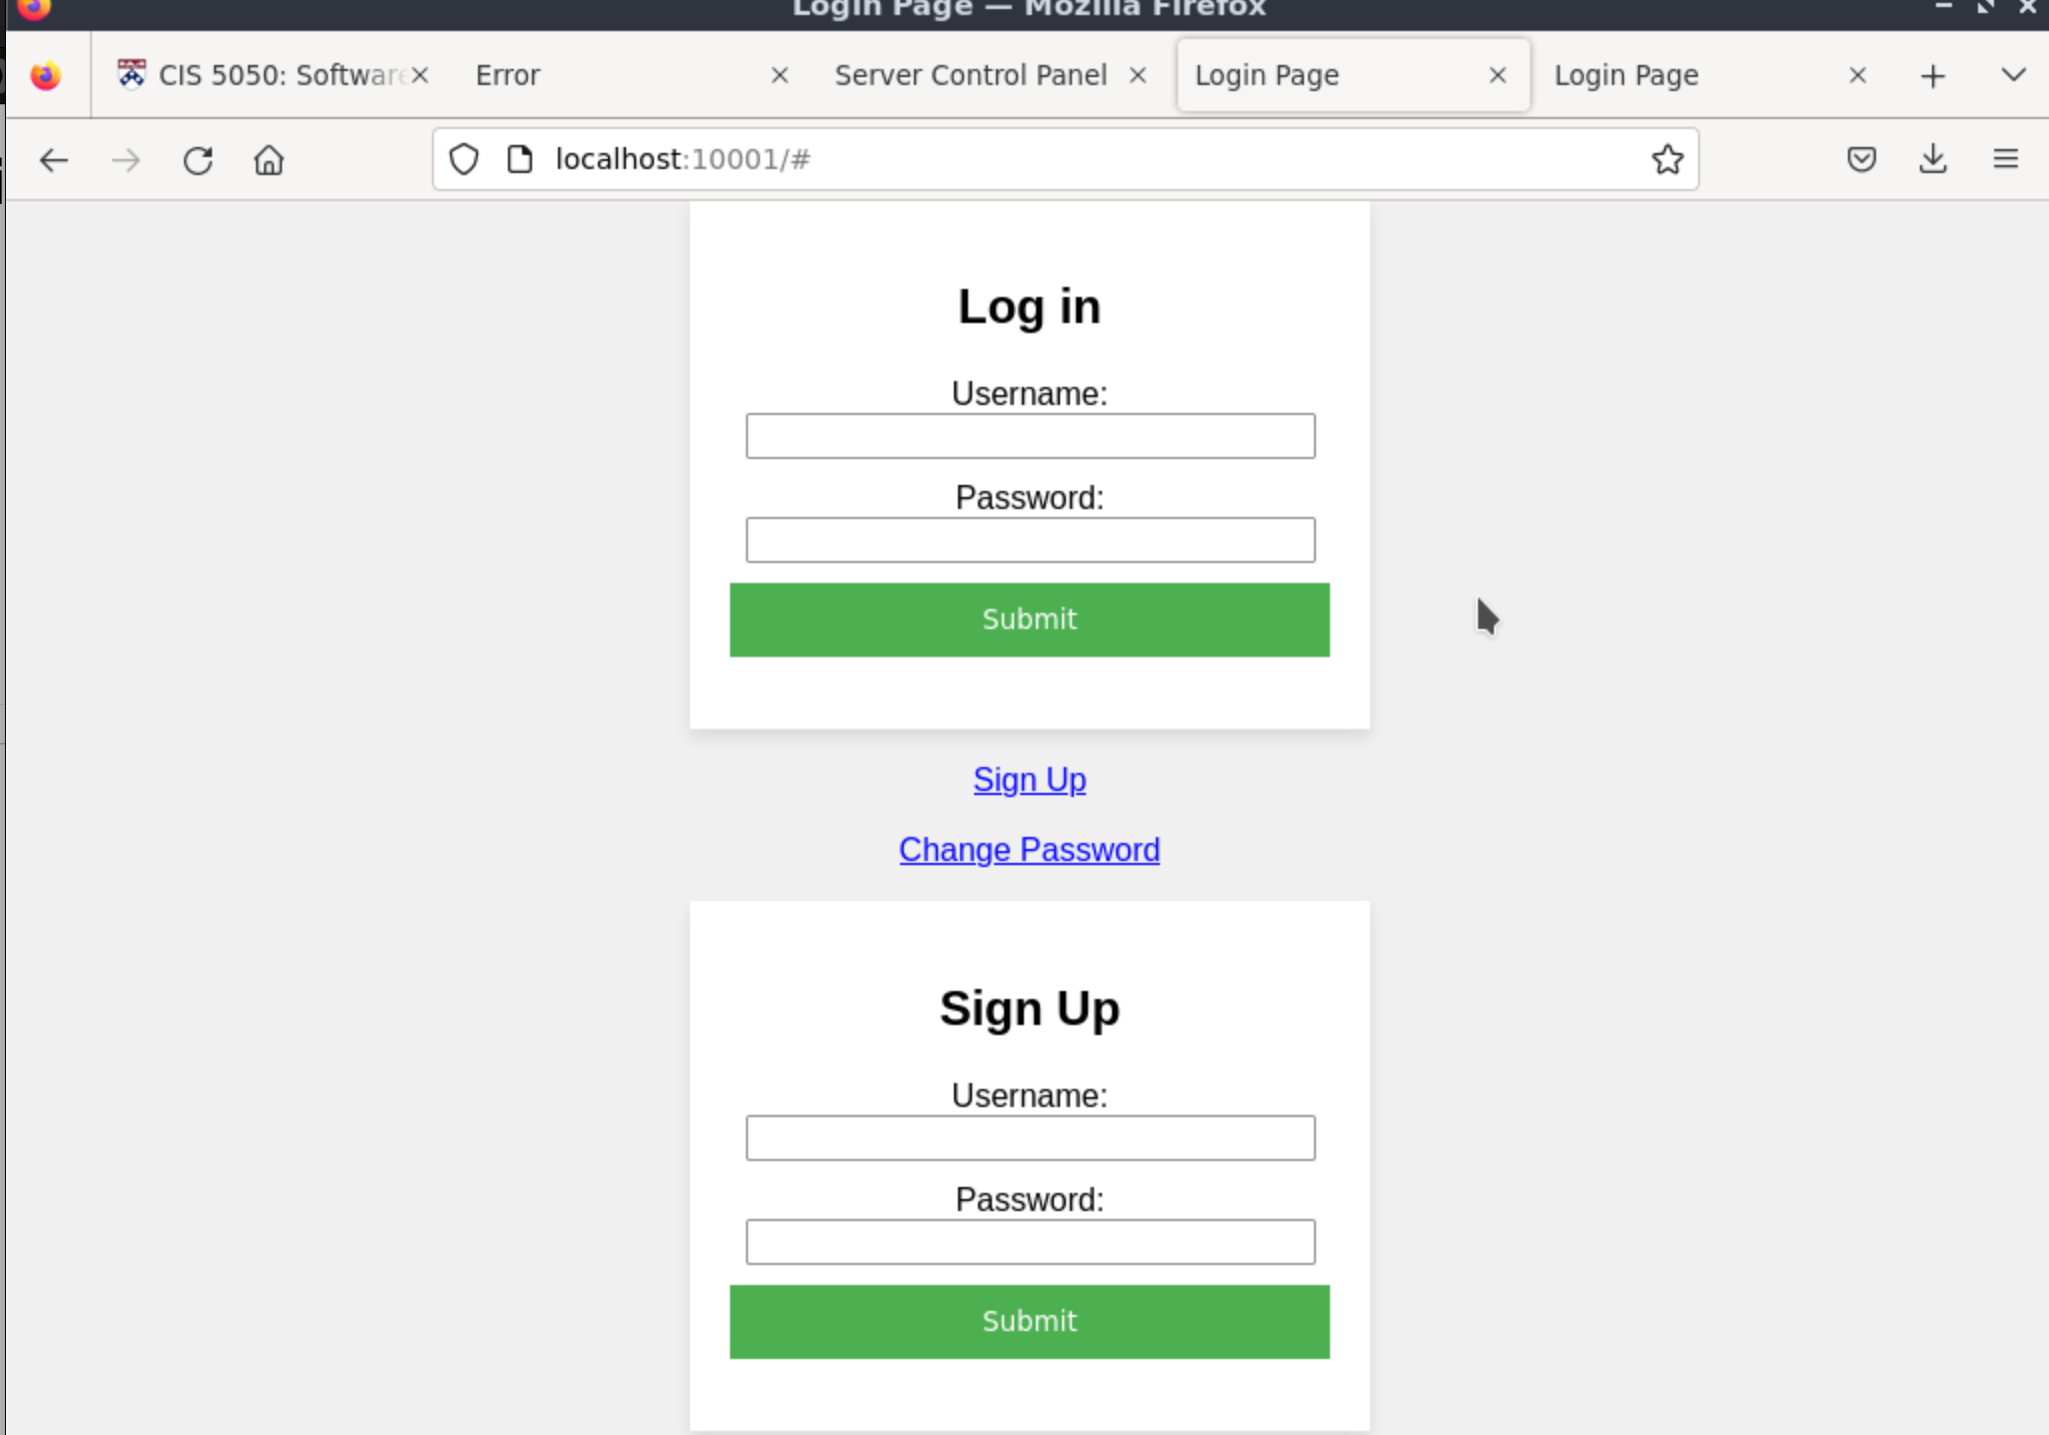 Login Page — Mozilla Firefox
CIS 5050: Software
Error
Server Control Panel
Login Page
Login Page
localhost:10001/#
Log in
Username:
Password:
Submit
Sign Up
Change Password
Sign Up
Username:
Password:
Submit